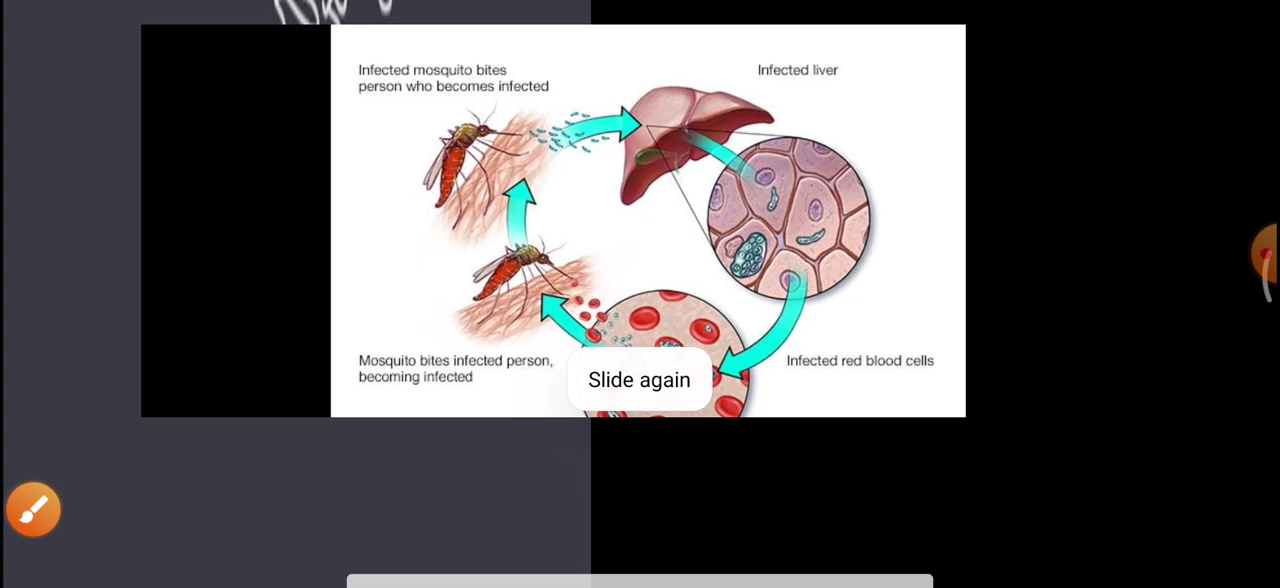 Infected mosquito bites
person who becomes infected
Infected liver
Mosquito bites infected person,
becoming infected
Infected red blood cells
Slide again